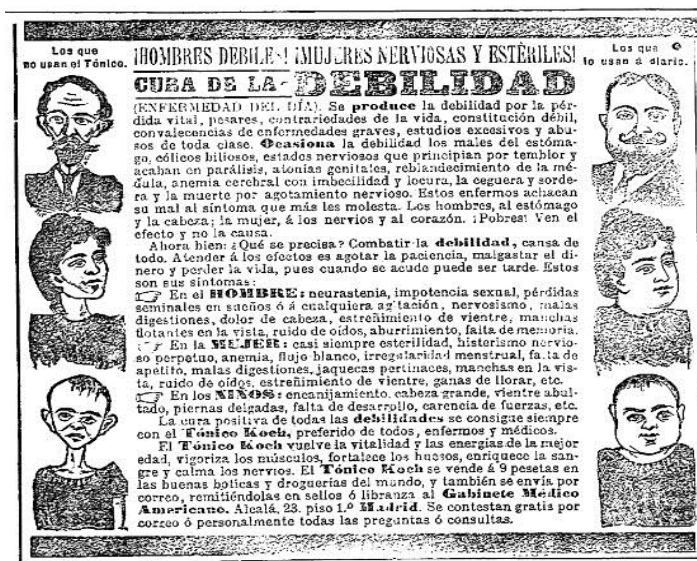 Los que
no usan el Tónico.
¡HOMBRES DEBILES! ¡MUJERES NERVIOSAS Y ESTÉRILES!
Los que
lo usan á diario.
CURA DE LA - DEBILIDAD
(ENFERMEDAD DEL DÍA). Se produce la debilidad por la pér-
dida vital, pesares, contrariedades de la vida, constitución débil,
convalecencias de enfermedades graves, estudios excesivos y abu-
sos de toda clase. Ocasiona la debilidad los males del estóma-
go, cólicos biliosos, estados nerviosos que principian por temblor y
acaban en parálisis, atonías genitales, reblandecimiento de la mé-
dula, anemia cerebral con imbecilidad y locura, la ceguera y sorde-
ra y la muerte por agotamiento nervioso. Estos enfermos achacan
su mal al síntoma que más les molesta. Los hombres, al estómago
y la cabeza; la mujer, á los nervios y al corazón. ¡Pobres! Ven el
efecto y no la causa.
Ahora bien: ¿Qué se precisa? Combatir la debilidad, causa de
todo. Atender á los efectos es agotar la paciencia, malgastar el di-
nero y perder la vida, pues cuando se acude puede ser tarde. Estos
son sus síntomas:
En el HOMBRE: neurastenia, impotencia sexual, pérdidas
seminales en sueños ó á cualquiera agitación, nervosismo, malas
digestiones, dolor de cabeza, estreñimiento de vientre, manchas
flotantes en la vista, ruido de oídos, aburrimiento, falta de memoria.
En la MUJER: casi siempre esterilidad, histerismo nervio-
so perpetuo, anemia, flujo blanco, irregularidad menstrual, falta de
apetito, malas digestiones, jaquecas pertinaces, manchas en la vis-
ta, ruido de oídos, estreñimiento de vientre, ganas de llorar, etc.
En los NIÑOS: encanijamiento, cabeza grande, vientre abul-
tado, piernas delgadas, falta de desarrollo, carencia de fuerzas, etc.
La cura positiva de todas las debilidades se consigue siempre
con el Tónico Koch, preferido de todos, enfermos y médicos.
El Tónico Koch vuelve la vitalidad y las energías de la mejor
edad, vigoriza los músculos, fortalece los huesos, enriquece la san-
gre y calma los nervios. El Tónico Koch se vende á 9 pesetas en
las buenas boticas y droguerías del mundo, y también se envía por
correo, remitiéndolas en sellos ó libranza al Gabinete Médico
Americano. Alcalá, 23. piso 1.º Madrid. Se contestan gratis por
correo ó personalmente todas las preguntas ó consultas.